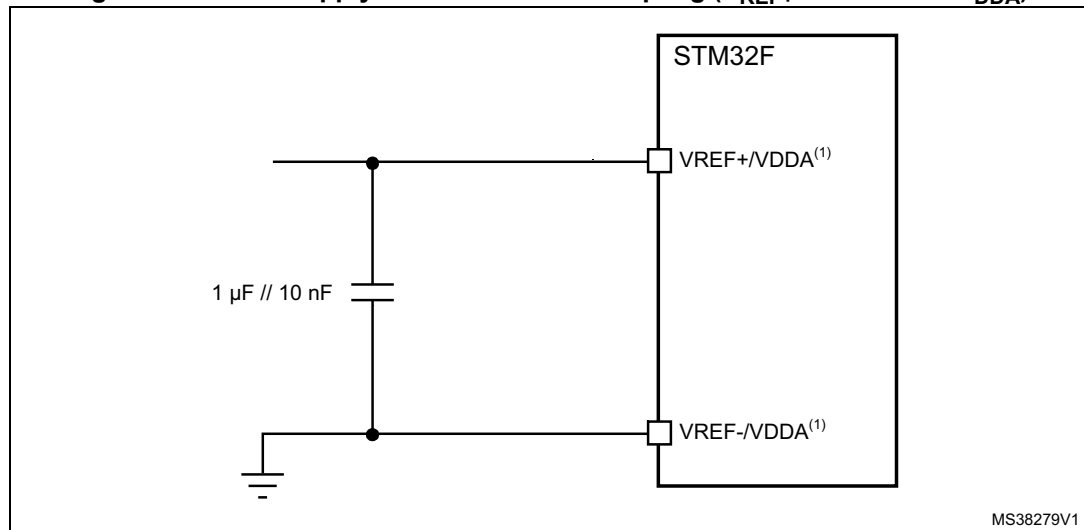 STM32F
VREF+/VDDA(1)
1 µF // 10 nF
VREF-/VDDA(1)
MS38279V1